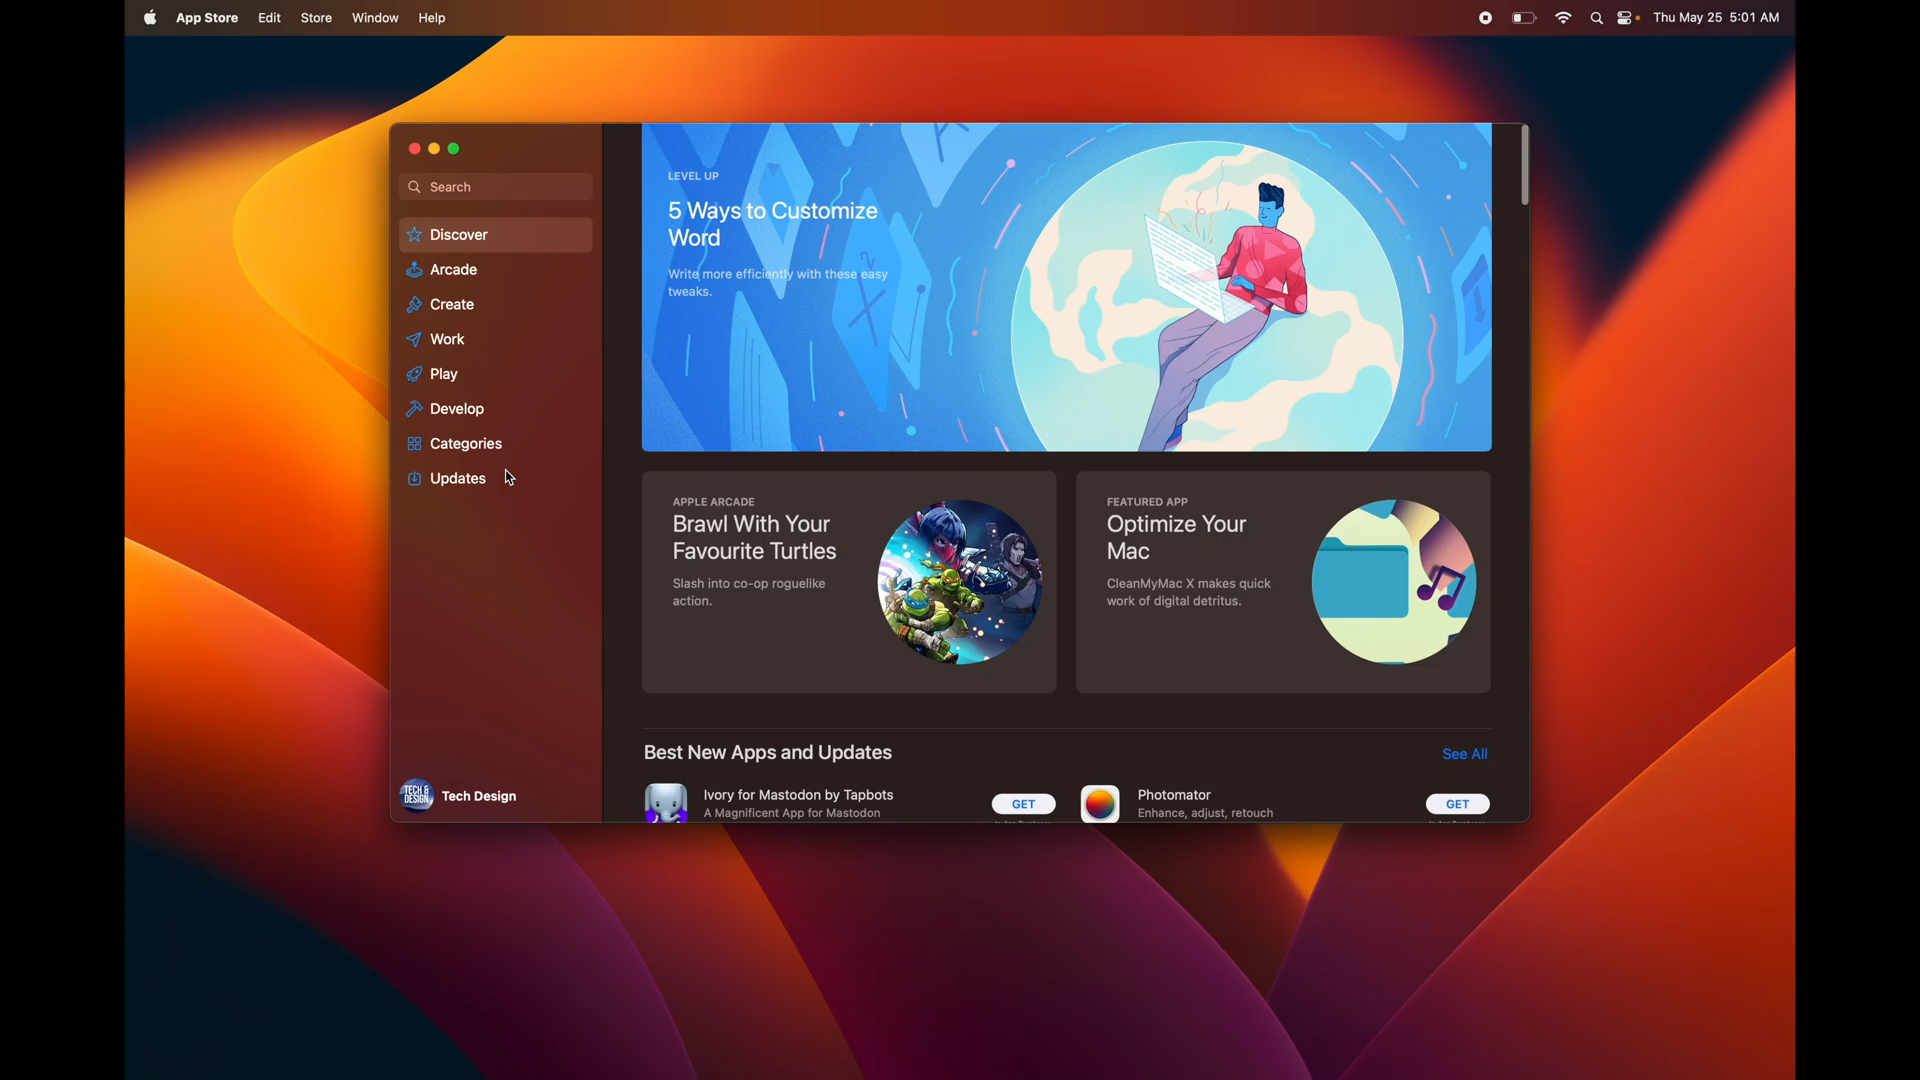 App Store Edit Store Window Help
Thu May 25 5:01 AM
Search
Discover
Arcade
Create
Work
Play
Develop
Categories
Updates
TECH &
DESIGN
Tech Design
LEVEL UP
5 Ways to Customize
Word
Write more efficiently with these easy
tweaks.
APPLE ARCADE
Brawl With Your
Favourite Turtles
Slash into co-op roguelike
action.
FEATURED APP
Optimize Your
Mac
CleanMyMac X makes quick
work of digital detritus.
Best New Apps and Updates
See All
Ivory for Mastodon by Tapbots
A Magnificent App for Mastodon
GET
Photomator
Enhance, adjust, retouch
GET